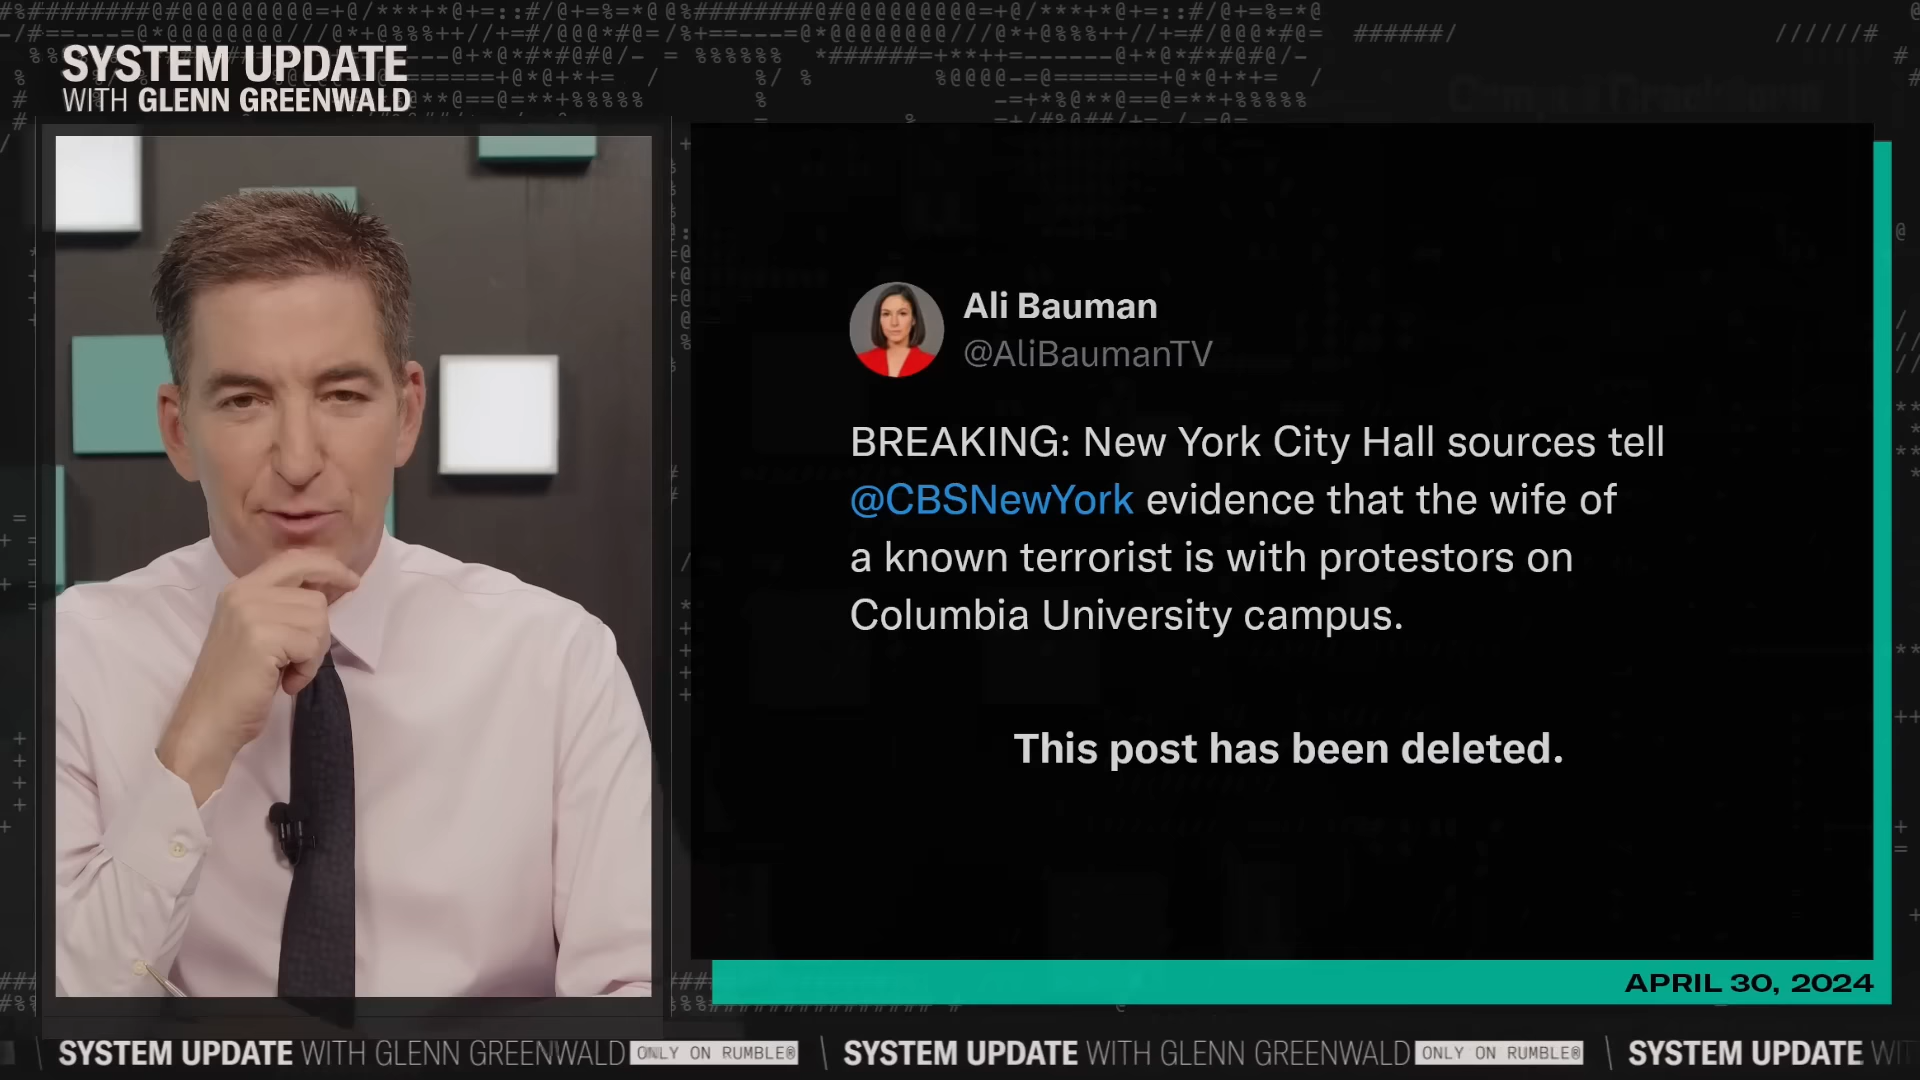 SYSTEM UPDATE
WITH GLENN GREENWALD
Ali Bauman
@AliBaumanTV
BREAKING: New York City Hall sources tell
@CBSNewYork evidence that the wife of
a known terrorist is with protestors on
Columbia University campus.
This post has been deleted.
APRIL 30, 2024
SYSTEM UPDATE WITH GLENN GREENWALD ONLY ON RUMBLE® \ SYSTEM UPDATE WITH GLENN GREENWALD ONLY ON RUMBLE® \ SYSTEM UPDATE